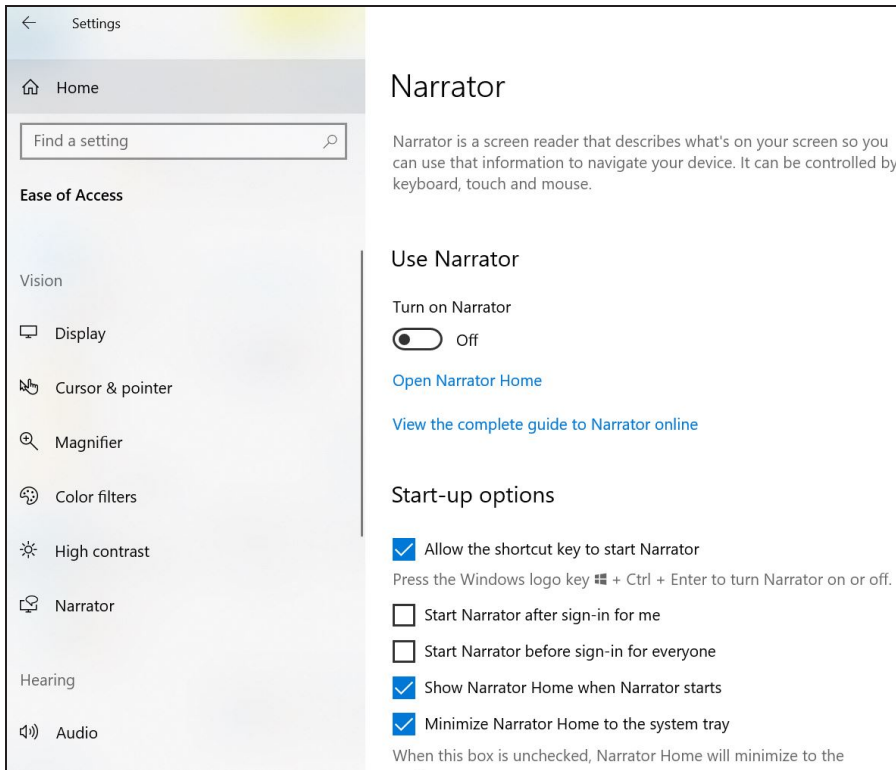 Settings
Home
Find a setting
Ease of Access
Vision
Display
Cursor & pointer
Magnifier
Color filters
High contrast
Narrator
Hearing
Audio
Narrator
Narrator is a screen reader that describes what's on your screen so you
can use that information to navigate your device. It can be controlled by
keyboard, touch and mouse.
Use Narrator
Turn on Narrator
Off
Open Narrator Home
View the complete guide to Narrator online
Start-up options
Allow the shortcut key to start Narrator
Press the Windows logo key + Ctrl + Enter to turn Narrator on or off.
Start Narrator after sign-in for me
Start Narrator before sign-in for everyone
Show Narrator Home when Narrator starts
Minimize Narrator Home to the system tray
When this box is unchecked, Narrator Home will minimize to the